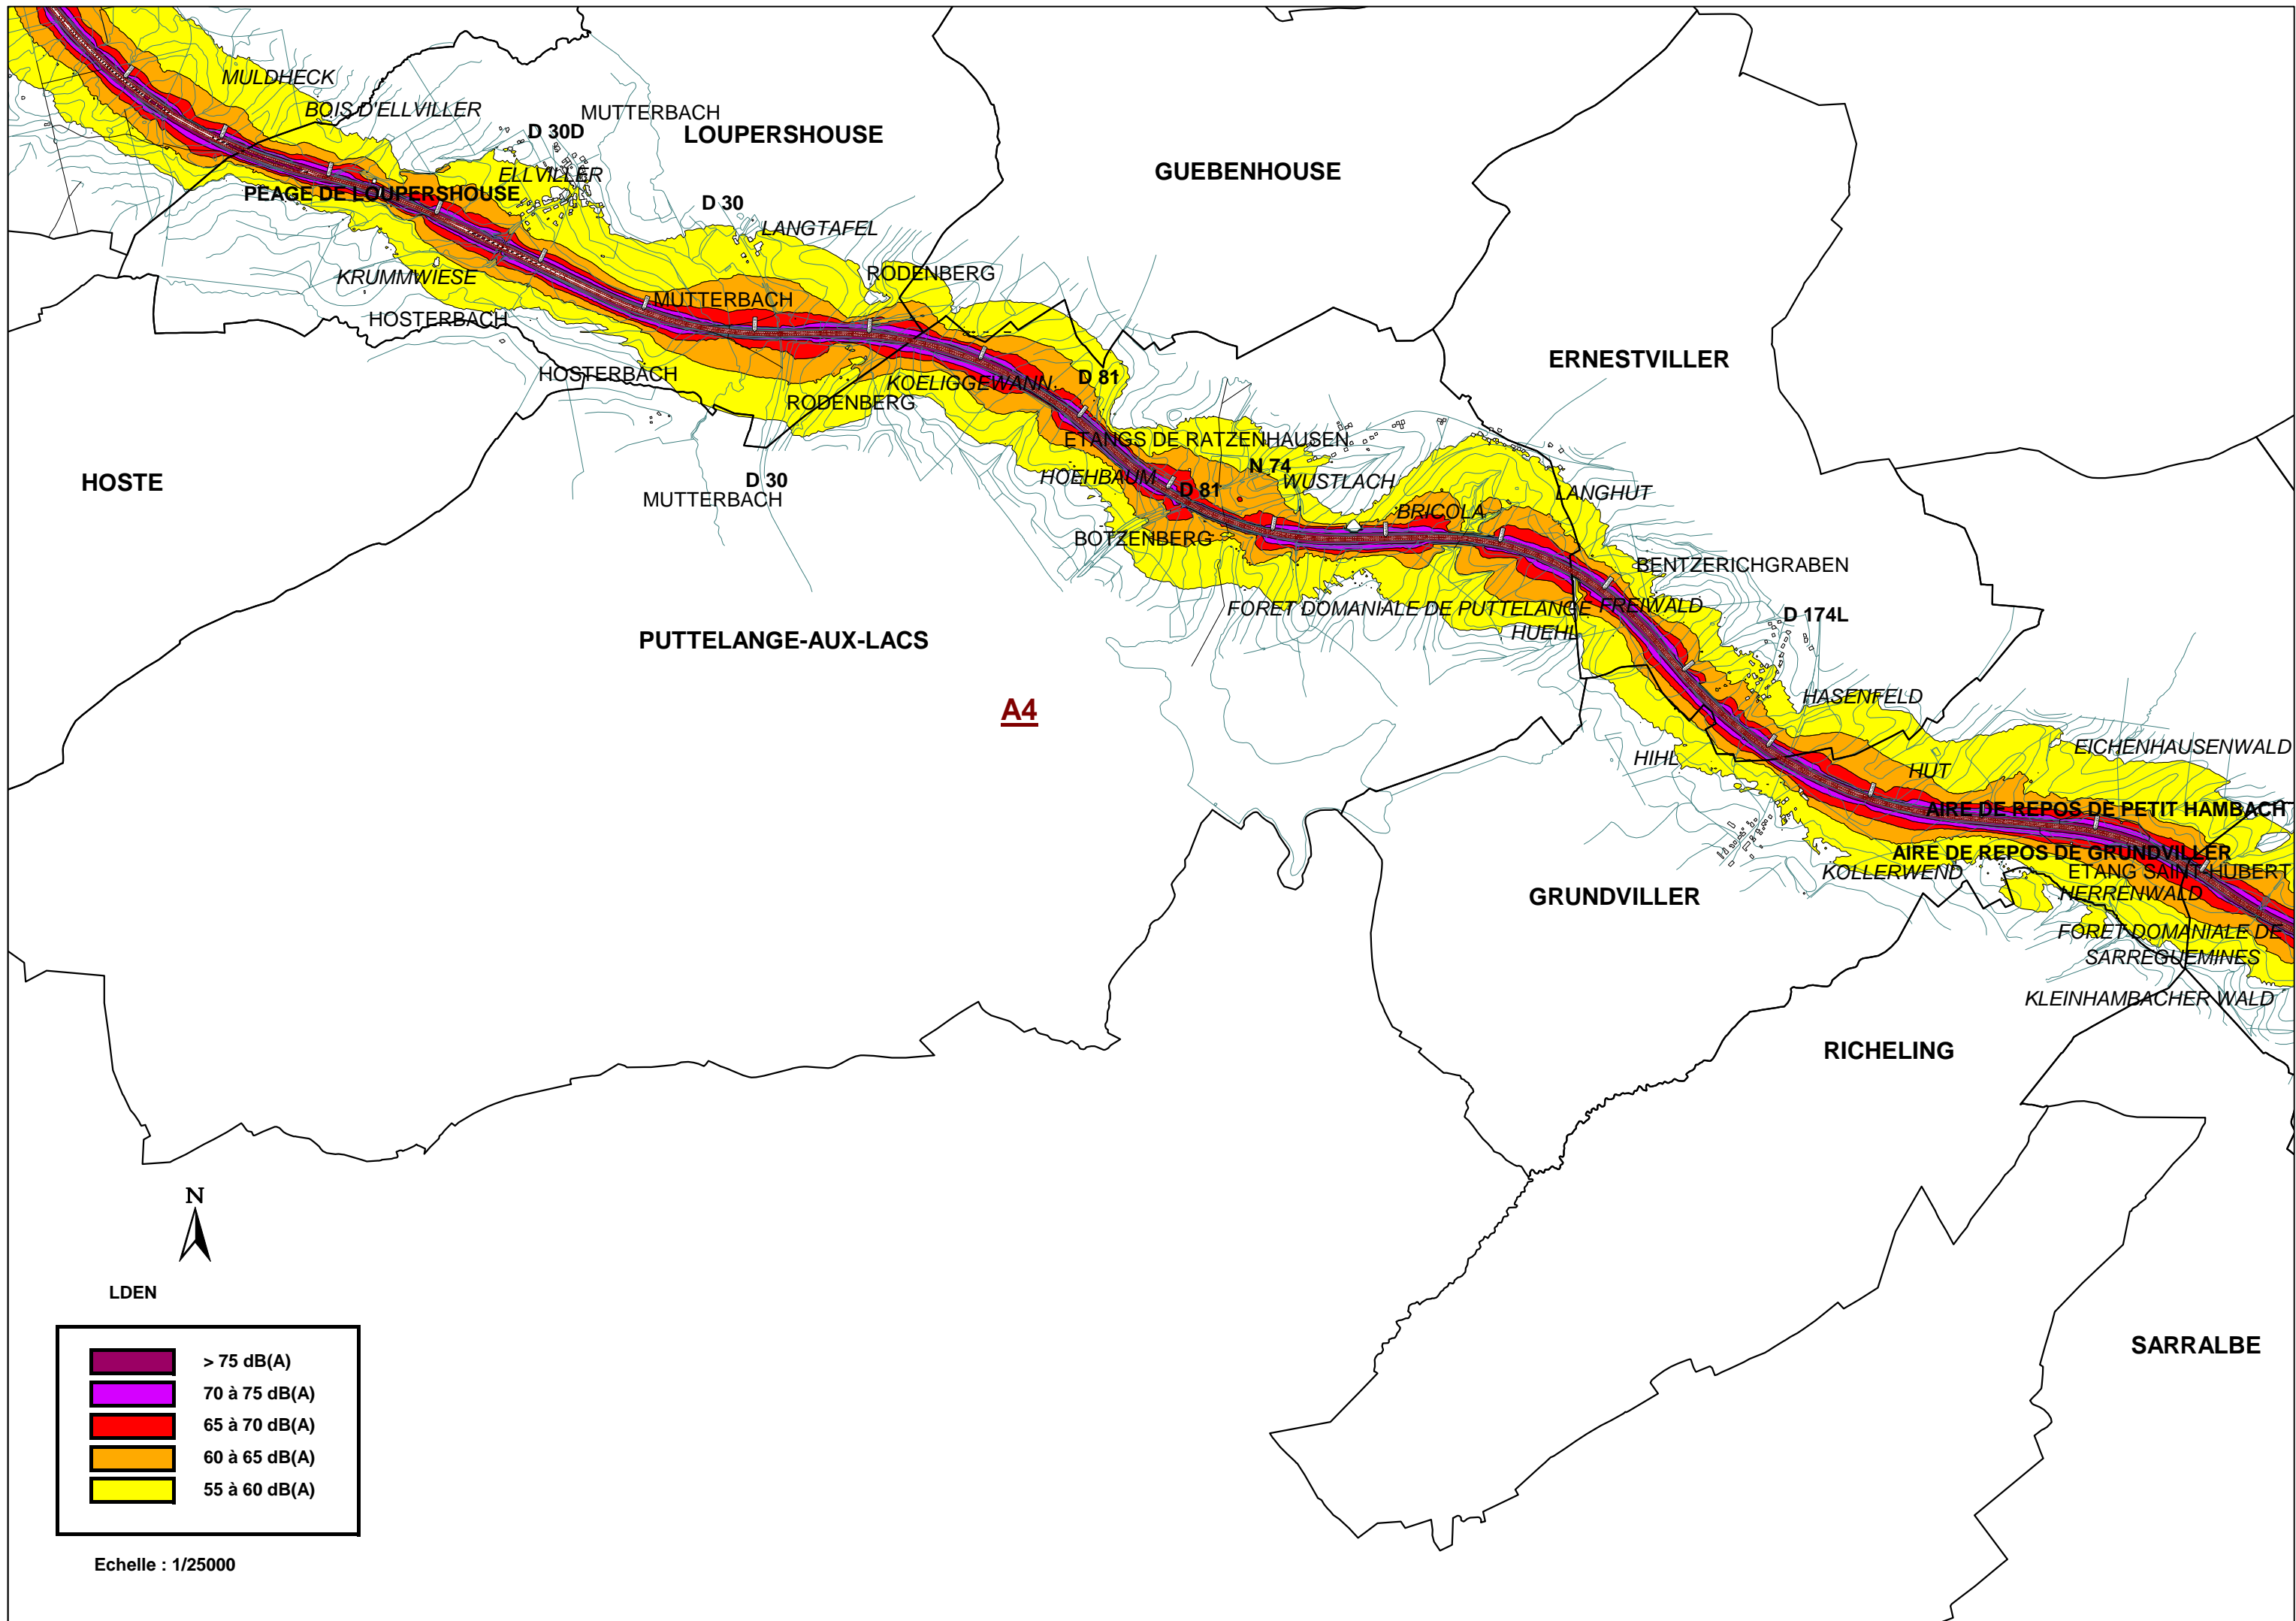 MULDHECK
BOIS D'ELLVILLER
MUTTERBACH
D 30D
LOUPERSHOUSE
GUEBENHOUSE
ELLVILLER
PEAGE DE LOUPERSHOUSE
D 30
LANGTAFEL
KRUMMWIESE
RODENBERG
MUTTERBACH
HOSTERBACH
ERNESTVILLER
HOSTERBACH
KOELIGGEWANN
D 81
RODENBERG
ETANGS DE RATZENHAUSEN
HOSTE
D 30
HOEHBAUM
N 74
WUSTLACH
D 81
MUTTERBACH
LANGHUT
BRICOLA
BOTZENBERG
BENTZERICHGRABEN
FORET DOMANIALE DE PUTTELANGE
FREIWALD
D 174L
PUTTELANGE-AUX-LACS
HUEHL
A4
HASENFELD
HIHL
EICHENHAUSENWALD
HUT
AIRE DE REPOS DE PETIT HAMBACH
AIRE DE REPOS DE GRUNDVILLER
KOLLERWEND
ETANG SAINT-HUBERT
GRUNDVILLER
HERRENWALD
FORET DOMANIALE DE
SARREGUEMINES
KLEINHAMBACHER WALD
RICHELING
N
LDEN
SARRALBE
> 75 dB(A)
70 à 75 dB(A)
65 à 70 dB(A)
60 à 65 dB(A)
55 à 60 dB(A)
Echelle : 1/25000